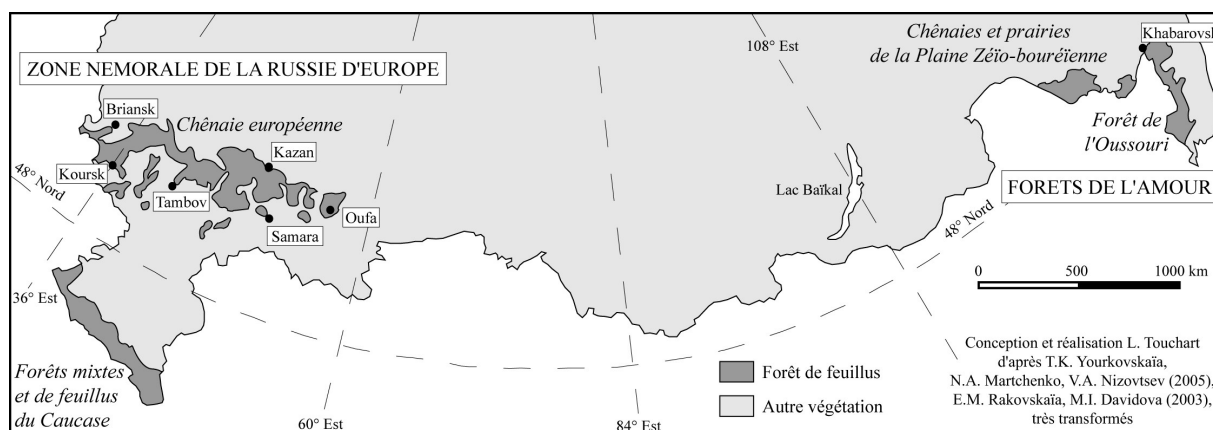 ZONE NEMORALE DE LA RUSSIE D'EUROPE
Briansk
Chênaie européenne
Kazan
Koursk
Tambov
Samara
Oufa
48° Nord
36° Est
Forêts mixtes
et de feuillus
du Caucase
60° Est
84° Est
108° Est
Lac Baïkal
Chênaies et prairies
de la Plaine Zéïo-bouréïenne
Khabarovsk
Forêt de
l'Oussouri
FORETS DE L'AMOUR
48° Nord
0 500 1000 km
Forêt de feuillus
Autre végétation
Conception et réalisation L. Touchart
d'après T.K. Yourkovskaïa,
N.A. Martchenko, V.A. Nizovtsev (2005),
E.M. Rakovskaïa, M.I. Davidova (2003),
très transformés